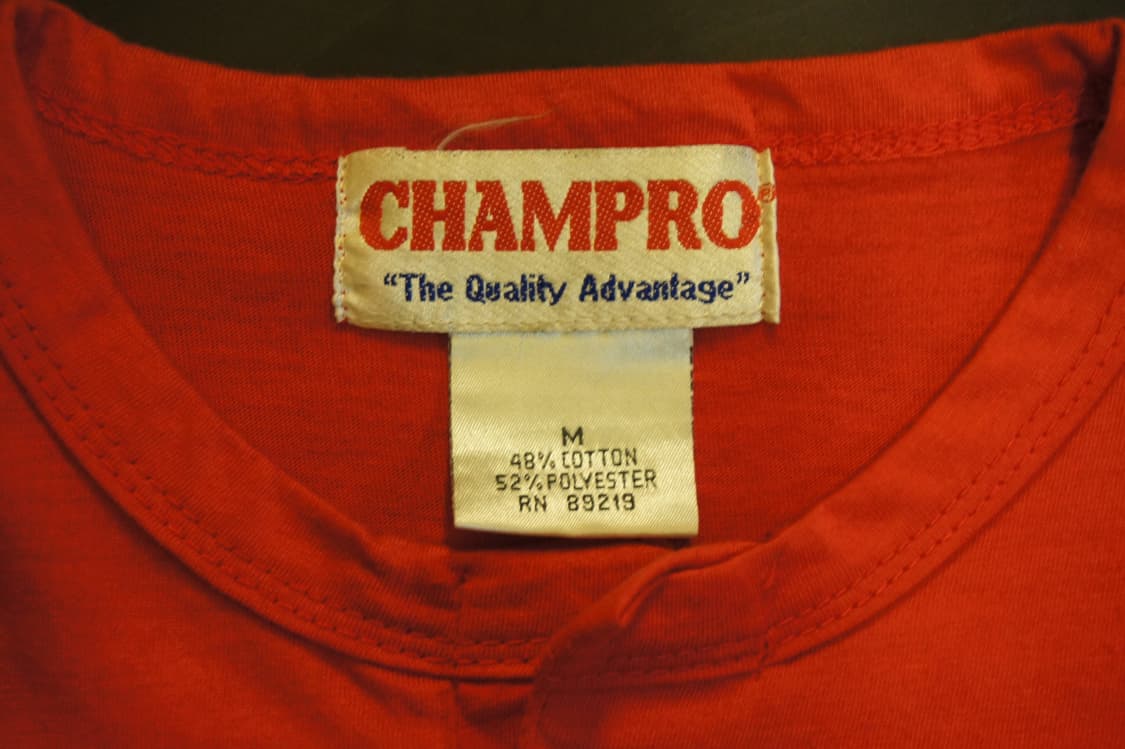 CHAMPRO®
“The Quality Advantage”
M
48% COTTON
52% POLYESTER
RN 89219